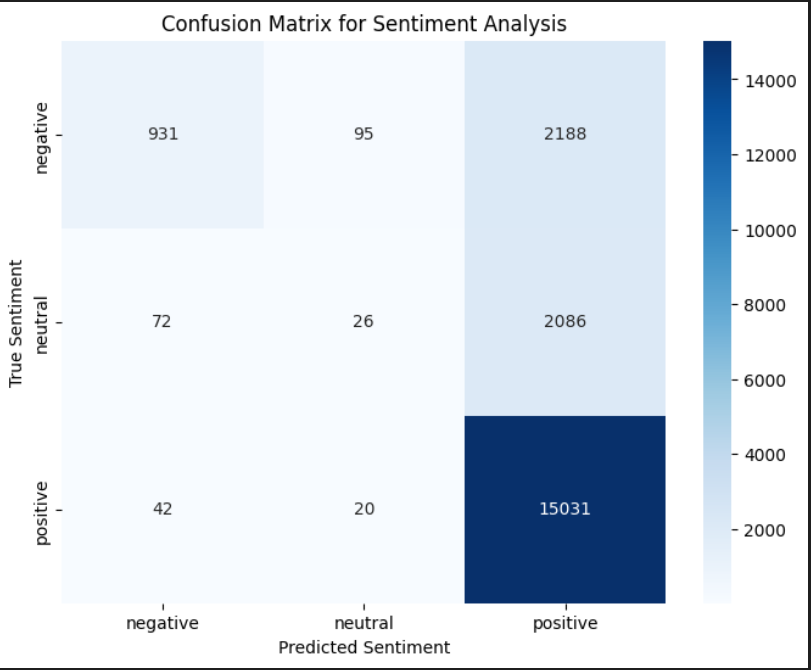 Confusion Matrix for Sentiment Analysis
negative
931 95 2188
neutral
72 26 2086
positive
42 20 15031
True Sentiment
negative neutral positive
Predicted Sentiment
14000
12000
10000
8000
6000
4000
2000